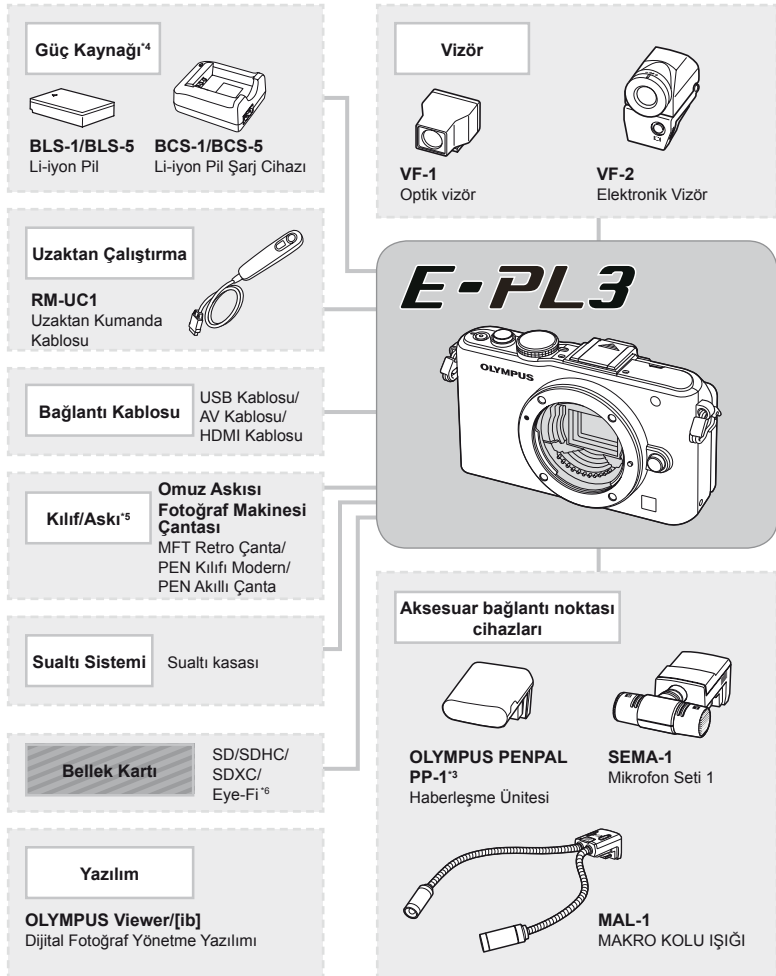 Güç Kaynağı*4
BLS-1/BLS-5
Li-iyon Pil
BCS-1/BCS-5
Li-iyon Pil Şarj Cihazı
Uzaktan Çalıştırma
RM-UC1
Uzaktan Kumanda
Kablosu
Bağlantı Kablosu
USB Kablosu/
AV Kablosu/
HDMI Kablosu
Kılıf/Askı*5
Omuz Askısı
Fotoğraf Makinesi
Çantası
MFT Retro Çanta/
PEN Kılıfı Modern/
PEN Akıllı Çanta
Sualtı Sistemi
Sualtı kasası
Bellek Kartı
SD/SDHC/
SDXC/
Eye-Fi*6
Yazılım
OLYMPUS Viewer/[ib]
Dijital Fotoğraf Yönetme Yazılımı
Vizör
VF-1
Optik vizör
VF-2
Elektronik Vizör
E-PL3
OLYMPUS
Aksesuar bağlantı noktası
cihazları
OLYMPUS PENPAL
PP-1*3
Haberleşme Ünitesi
SEMA-1
Mikrofon Seti 1
MAL-1
MAKRO KOLU IŞIĞI